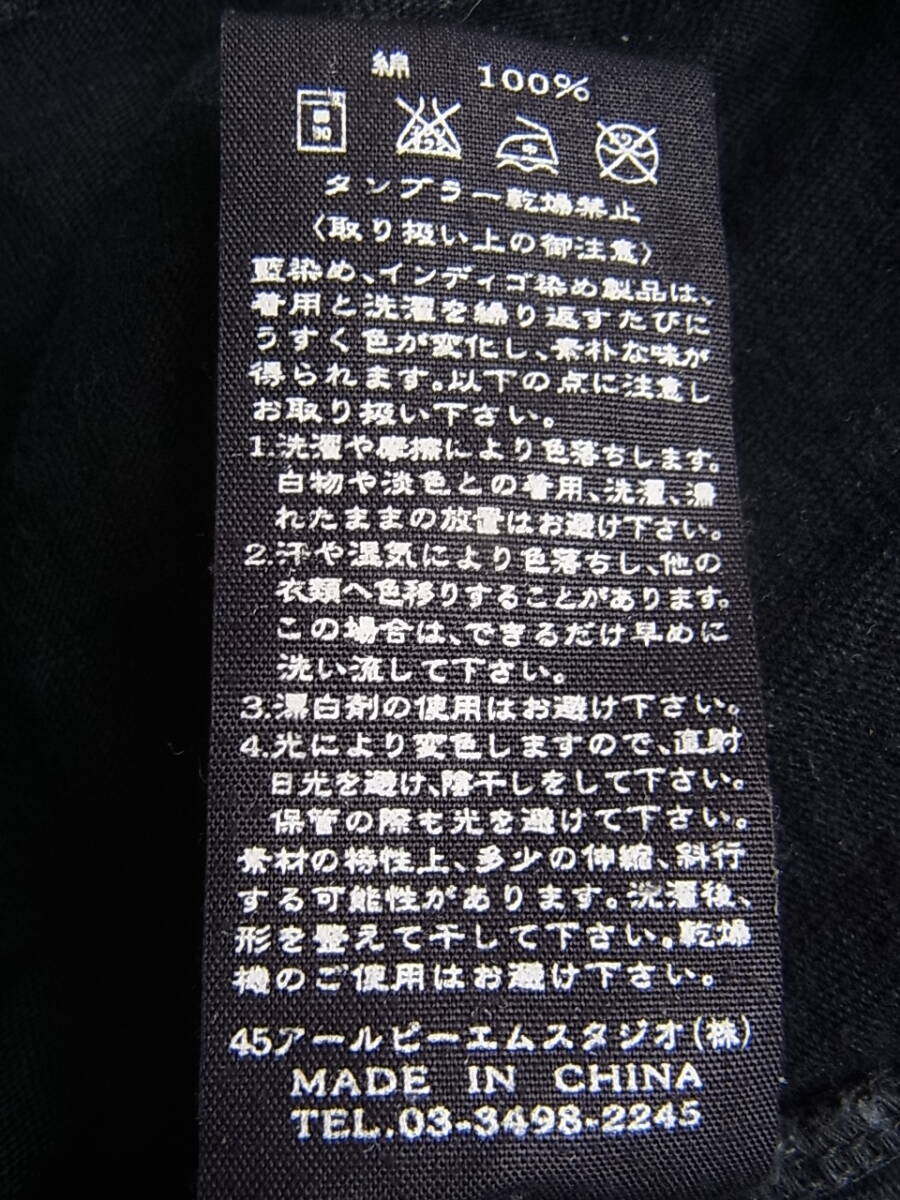 綿 100%
タンブラー乾燥禁止
〈取り扱い上の御注意〉
藍染め、インディゴ染め製品は、
着用と洗濯を繰り返すたびに
うすく色が変化し、素朴な味が
得られます。以下の点に注意し
お取り扱い下さい。
1.洗濯や摩擦により色落ちします。
白物や淡色との着用、洗濯、濡
れたままの放置はお避け下さい。
2.汗や湿気により色落ちし、他の
衣類へ色移りすることがあります。
この場合は、できるだけ早めに
洗い流して下さい。
3.漂白剤の使用はお避け下さい。
4.光により変色しますので、直射
日光を避け、陰干しをして下さい。
保管の際も光を避けて下さい。
素材の特性上、多少の伸縮、斜行
する可能性があります。洗濯後、
形を整えて干して下さい。乾燥
機のご使用はお避け下さい。
45アールピーエムスタジオ(株)
MADE IN CHINA
TEL.03-3498-2245